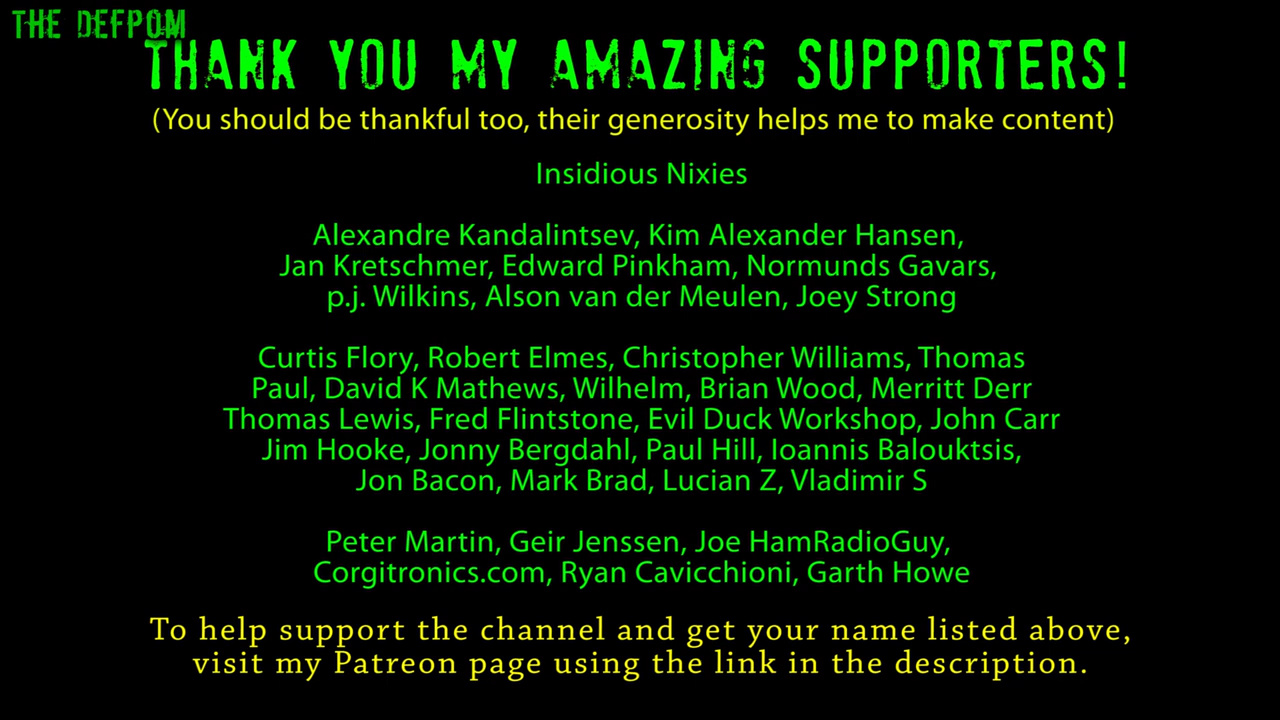 THE DEFPOM
THANK YOU MY AMAZING SUPPORTERS!
(You should be thankful too, their generosity helps me to make content)
Insidious Nixies
Alexandre Kandalintsev, Kim Alexander Hansen,
Jan Kretschmer, Edward Pinkham, Normunds Gavars,
p.j. Wilkins, Alson van der Meulen, Joey Strong
Curtis Flory, Robert Elmes, Christopher Williams, Thomas
Paul, David K Mathews, Wilhelm, Brian Wood, Merritt Derr
Thomas Lewis, Fred Flintstone, Evil Duck Workshop, John Carr
Jim Hooke, Jonny Bergdahl, Paul Hill, Ioannis Balouktsis,
Jon Bacon, Mark Brad, Lucian Z, Vladimir S
Peter Martin, Geir Jenssen, Joe HamRadioGuy,
Corgitronics.com, Ryan Cavicchioni, Garth Howe
To help support the channel and get your name listed above,
visit my Patreon page using the link in the description.